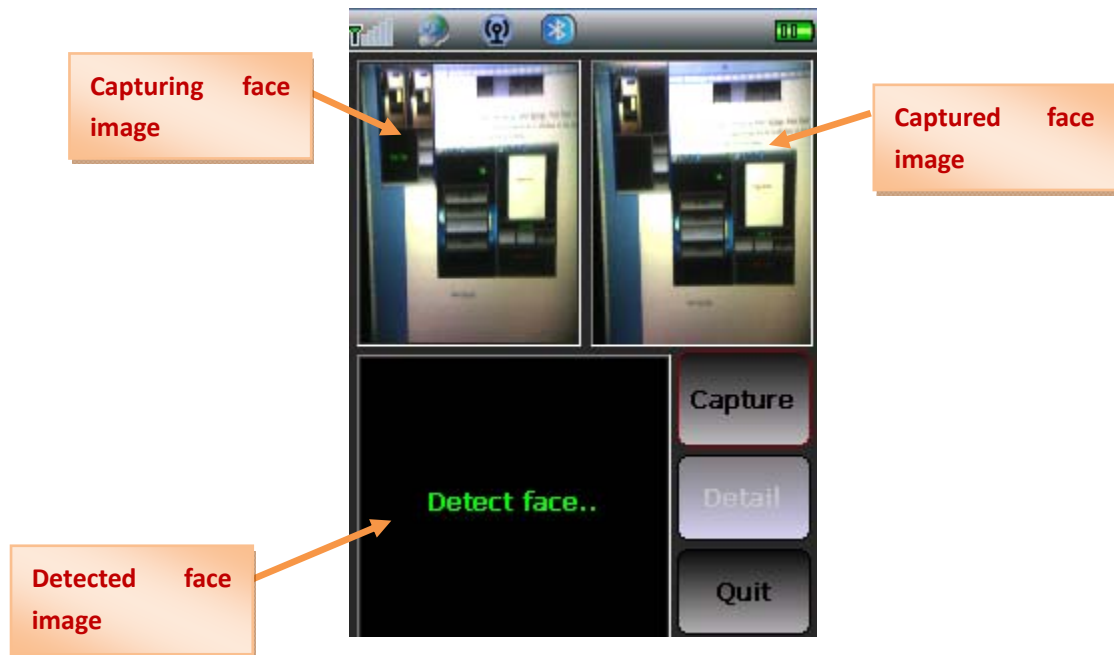 Capturing face
image
Captured face
image
Capture
Detect face..
Detail
Detected face
image
Quit